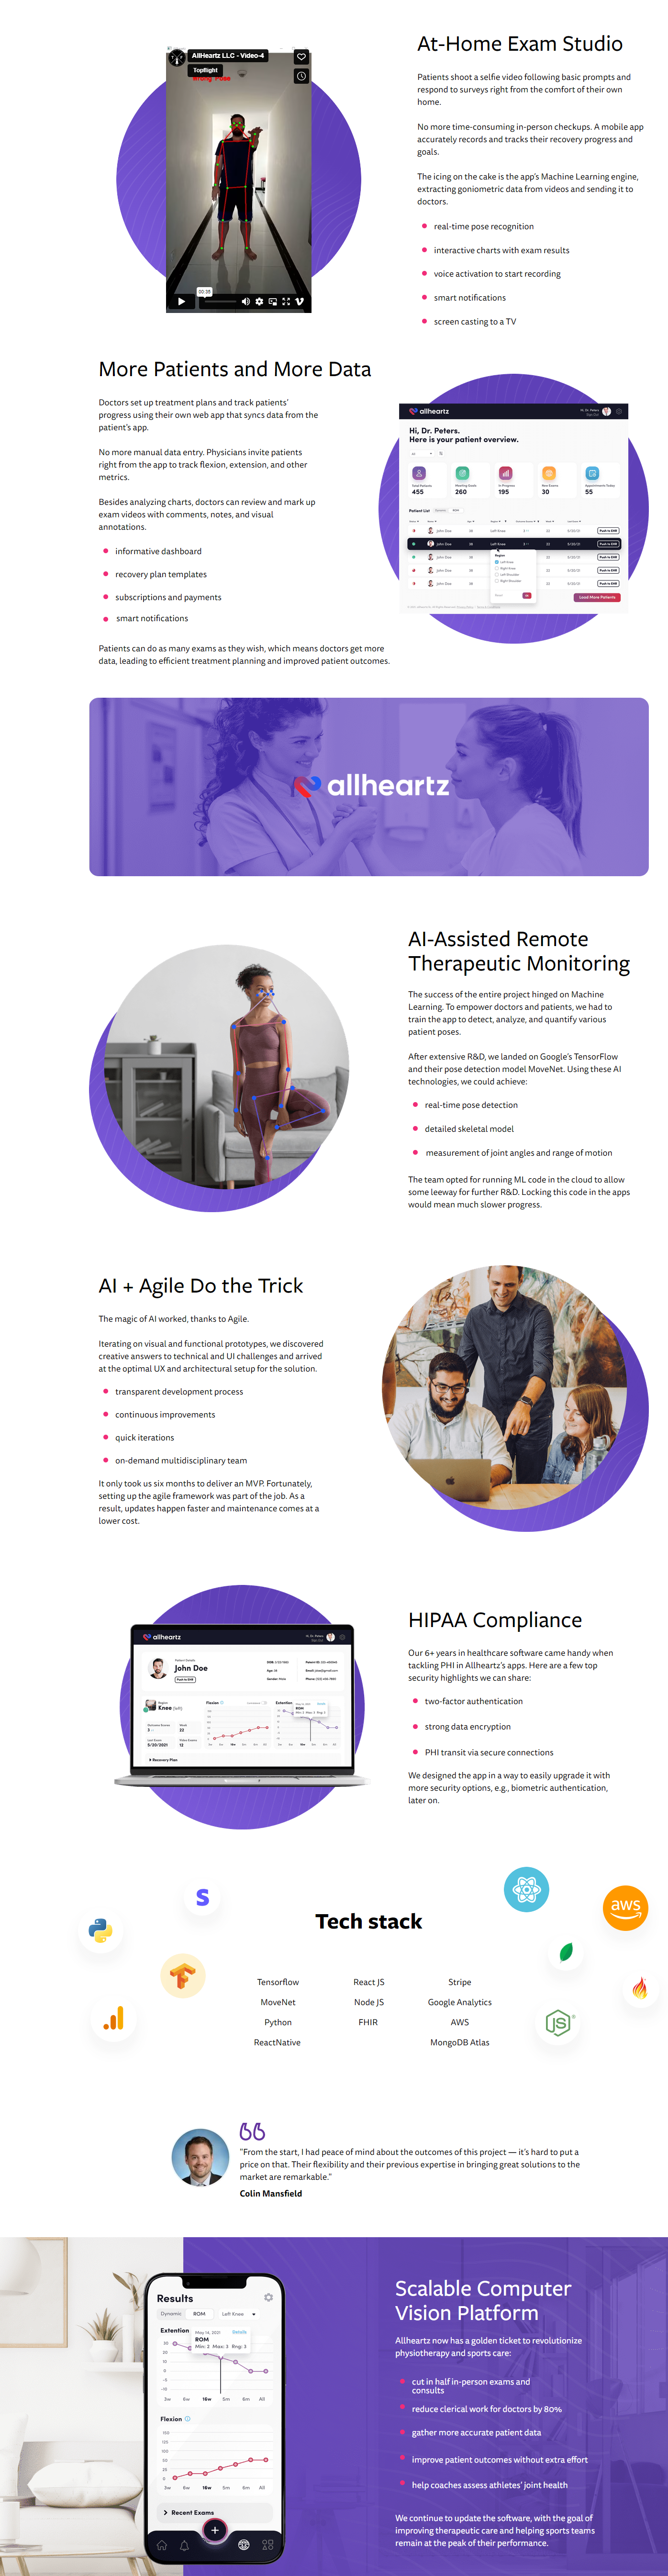 AllHeartz LLC - Video-4
Topflight
00:35
At-Home Exam Studio
Patients shoot a selfie video following basic prompts and
respond to surveys right from the comfort of their own
home.
No more time-consuming in-person checkups. A mobile app
accurately records and tracks their recovery progress and
goals.
The icing on the cake is the app's Machine Learning engine,
extracting goniometric data from videos and sending it to
doctors.
real-time pose recognition
interactive charts with exam results
voice activation to start recording
smart notifications
screen casting to a TV
More Patients and More Data
Doctors set up treatment plans and track patients'
progress using their own web app that syncs data from the
patient's app.
No more manual data entry. Physicians invite patients
right from the app to track flexion, extension, and other
metrics.
Besides analyzing charts, doctors can review and mark up
exam videos with comments, notes, and visual
annotations.
informative dashboard
recovery plan templates
subscriptions and payments
smart notifications
Patients can do as many exams as they wish, which means doctors get more
data, leading to efficient treatment planning and improved patient outcomes.
allheartz
Hi, Dr. Peters.
Here is your patient overview.
455
260
195
30
55
Patient List
Load More Patients
allheartz
AI-Assisted Remote
Therapeutic Monitoring
The success of the entire project hinged on Machine
Learning. To empower doctors and patients, we had to
train the app to detect, analyze, and quantify various
patient poses.
After extensive R&D, we landed on Google's TensorFlow
and their pose detection model MoveNet. Using these AI
technologies, we could achieve:
real-time pose detection
detailed skeletal model
measurement of joint angles and range of motion
The team opted for running ML code in the cloud to allow
some leeway for further R&D. Locking this code in the apps
would mean much slower progress.
AI + Agile Do the Trick
The magic of AI worked, thanks to Agile.
Iterating on visual and functional prototypes, we discovered
creative answers to technical and UI challenges and arrived
at the optimal UX and architectural setup for the solution.
transparent development process
continuous improvements
quick iterations
on-demand multidisciplinary team
It only took us six months to deliver an MVP. Fortunately,
setting up the agile framework was part of the job. As a
result, updates happen faster and maintenance comes at a
lower cost.
allheartz
John Doe
Knee (left)
Flexion
Extention
5/20/2021
Recovery Plan
HIPAA Compliance
Our 6+ years in healthcare software came handy when
tackling PHI in Allheartz's apps. Here are a few top
security highlights we can share:
two-factor authentication
strong data encryption
PHI transit via secure connections
We designed the app in a way to easily upgrade it with
more security options, e.g., biometric authentication,
later on.
S
aws
JS
Tech stack
Tensorflow React JS Stripe
MoveNet Node JS Google Analytics
Python FHIR AWS
ReactNative MongoDB Atlas
"From the start, I had peace of mind about the outcomes of this project — it's hard to put a
price on that. Their flexibility and their previous expertise in bringing great solutions to the
market are remarkable."
Colin Mansfield
Results
Dynamic ROM Left Knee
Extention
May 14, 2021 Details
ROM
Min: 2 Max: 3 Rng: 3
3w 6w 16w 5m 6m All
Flexion
3w 6w 16w 5m 6m All
Recent Exams
Scalable Computer
Vision Platform
Allheartz now has a golden ticket to revolutionize
physiotherapy and sports care:
cut in half in-person exams and
consults
reduce clerical work for doctors by 80%
gather more accurate patient data
improve patient outcomes without extra effort
help coaches assess athletes' joint health
We continue to update the software, with the goal of
improving therapeutic care and helping sports teams
remain at the peak of their performance.